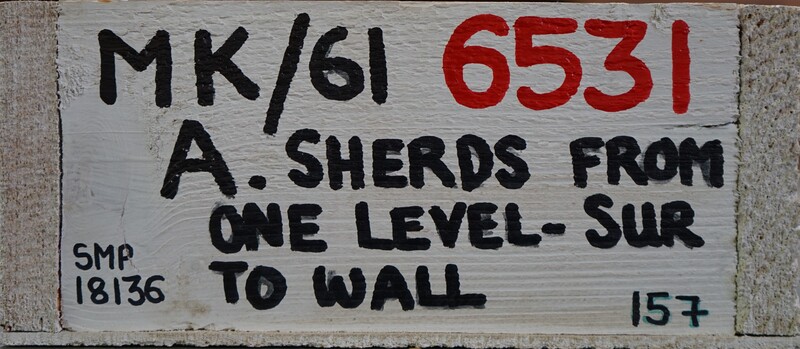 MK/61 6531
A. SHERDS FROM
ONE LEVEL - SUR
TO WALL
SMP
18136
157